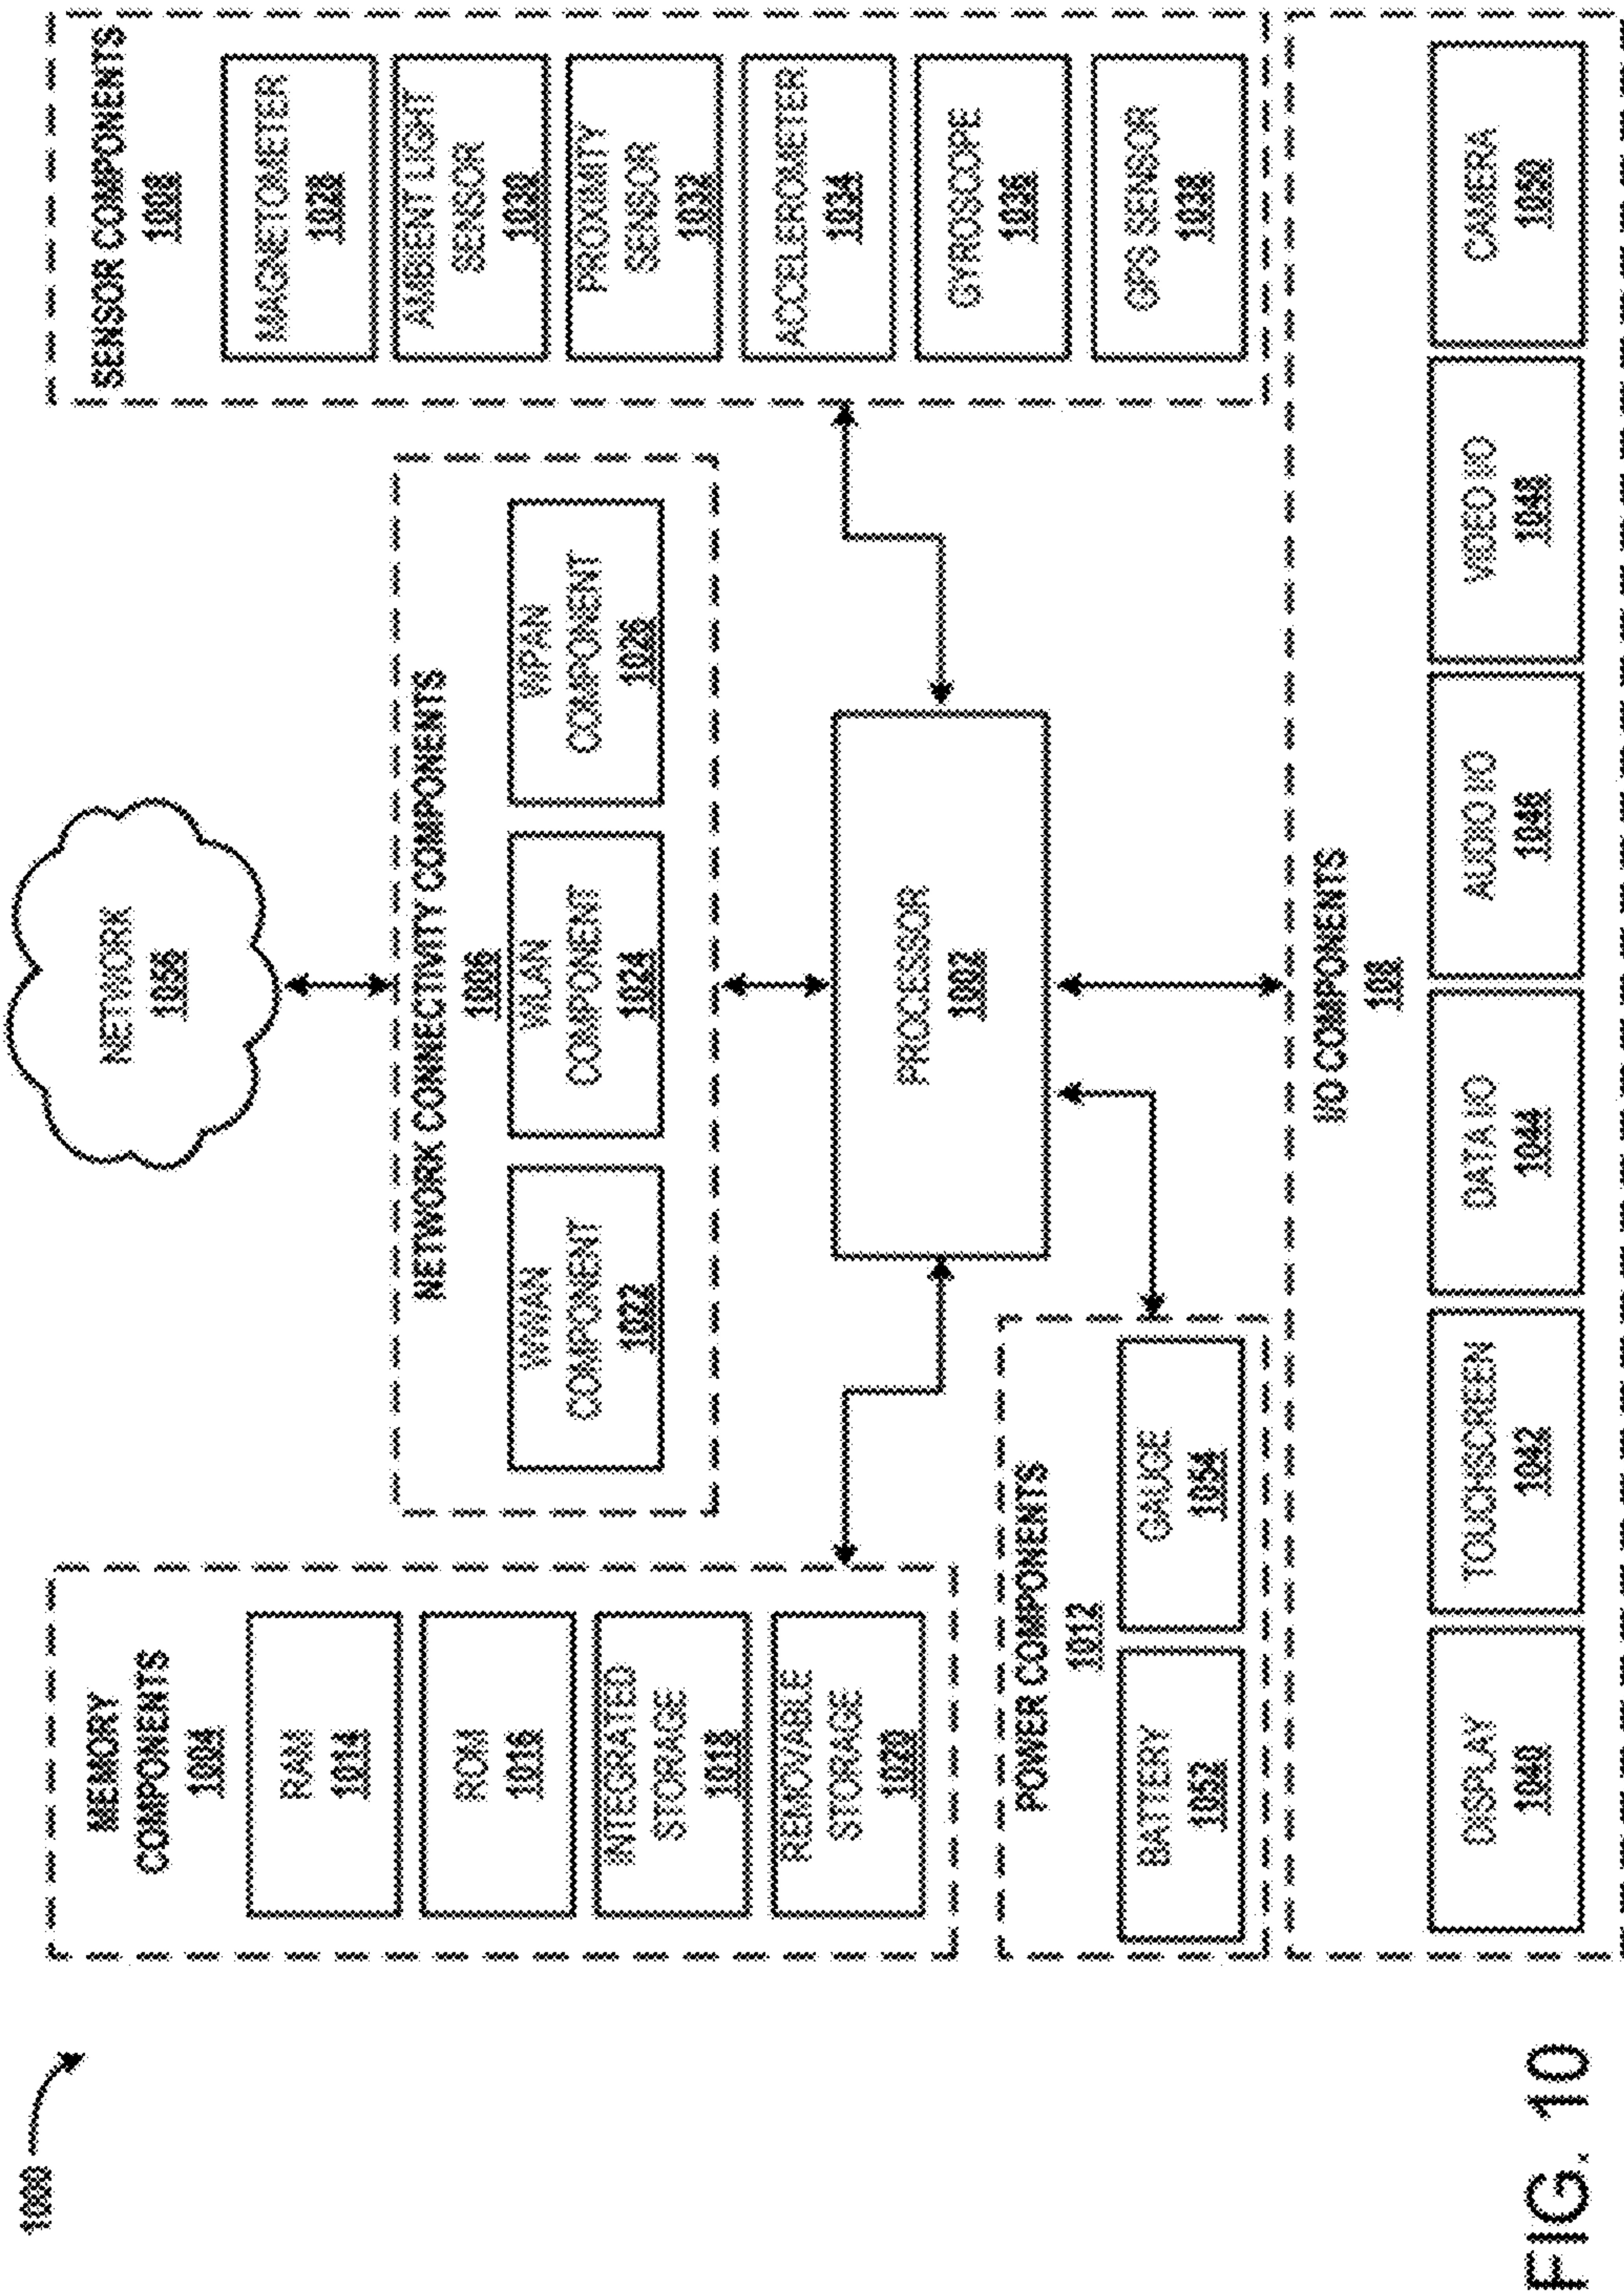 1000
NETWORK
1056
MEMORY
COMPONENTS
1004
RAM
1014
ROM
1016
INTEGRATED
STORAGE
1018
REMOVABLE
STORAGE
1020
NETWORK CONNECTIVITY COMPONENTS
1006
WWAN
COMPONENT
1022
WLAN
COMPONENT
1024
WPAN
COMPONENT
1026
SENSOR COMPONENTS
1008
MAGNETOMETER
1028
AMBIENT LIGHT
SENSOR
1030
PROXIMITY
SENSOR
1032
ACCELEROMETER
1034
GYROSCOPE
1036
GPS SENSOR
1038
PROCESSOR
1002
POWER COMPONENTS
1012
BATTERY
1052
GAUGE
1054
I/O COMPONENTS
108
DISPLAY
1040
TOUCHSCREEN
1042
DATA I/O
1044
AUDIO I/O
1046
VIDEO I/O
1048
CAMERA
1050
FIG. 10